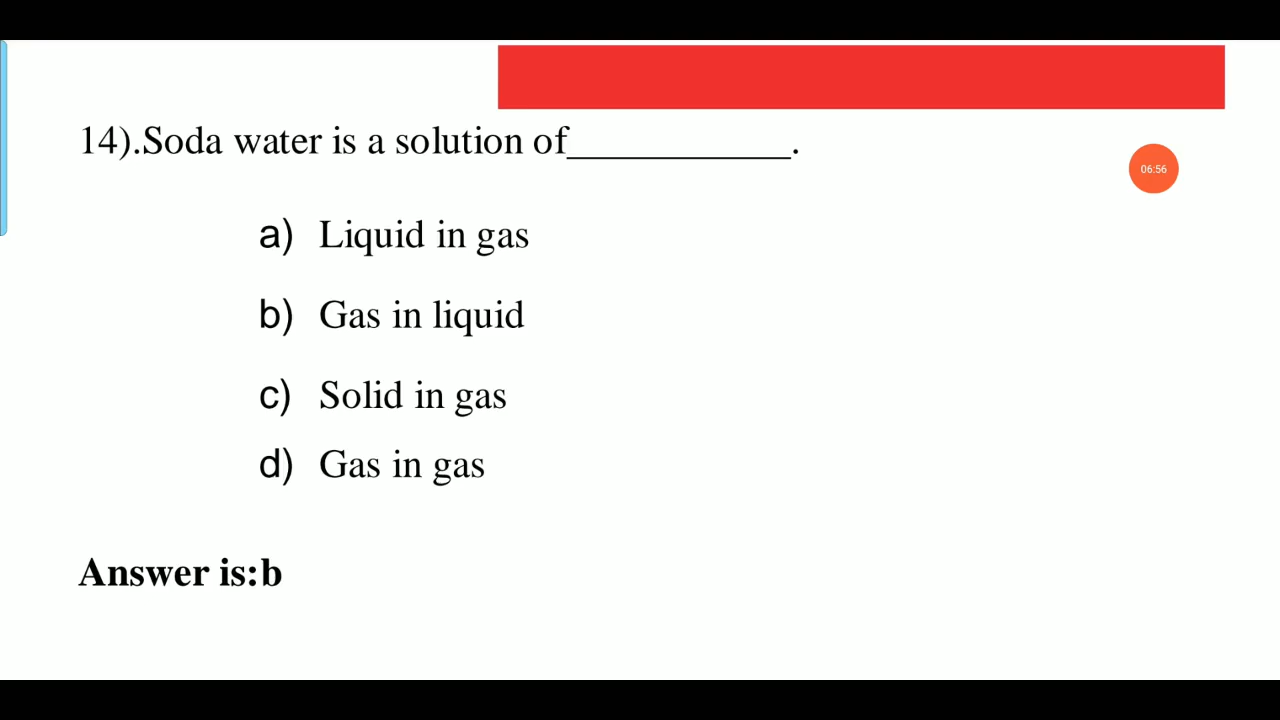 14).Soda water is a solution of___________.
06:56
a) Liquid in gas
b) Gas in liquid
c) Solid in gas
d) Gas in gas
Answer is:b